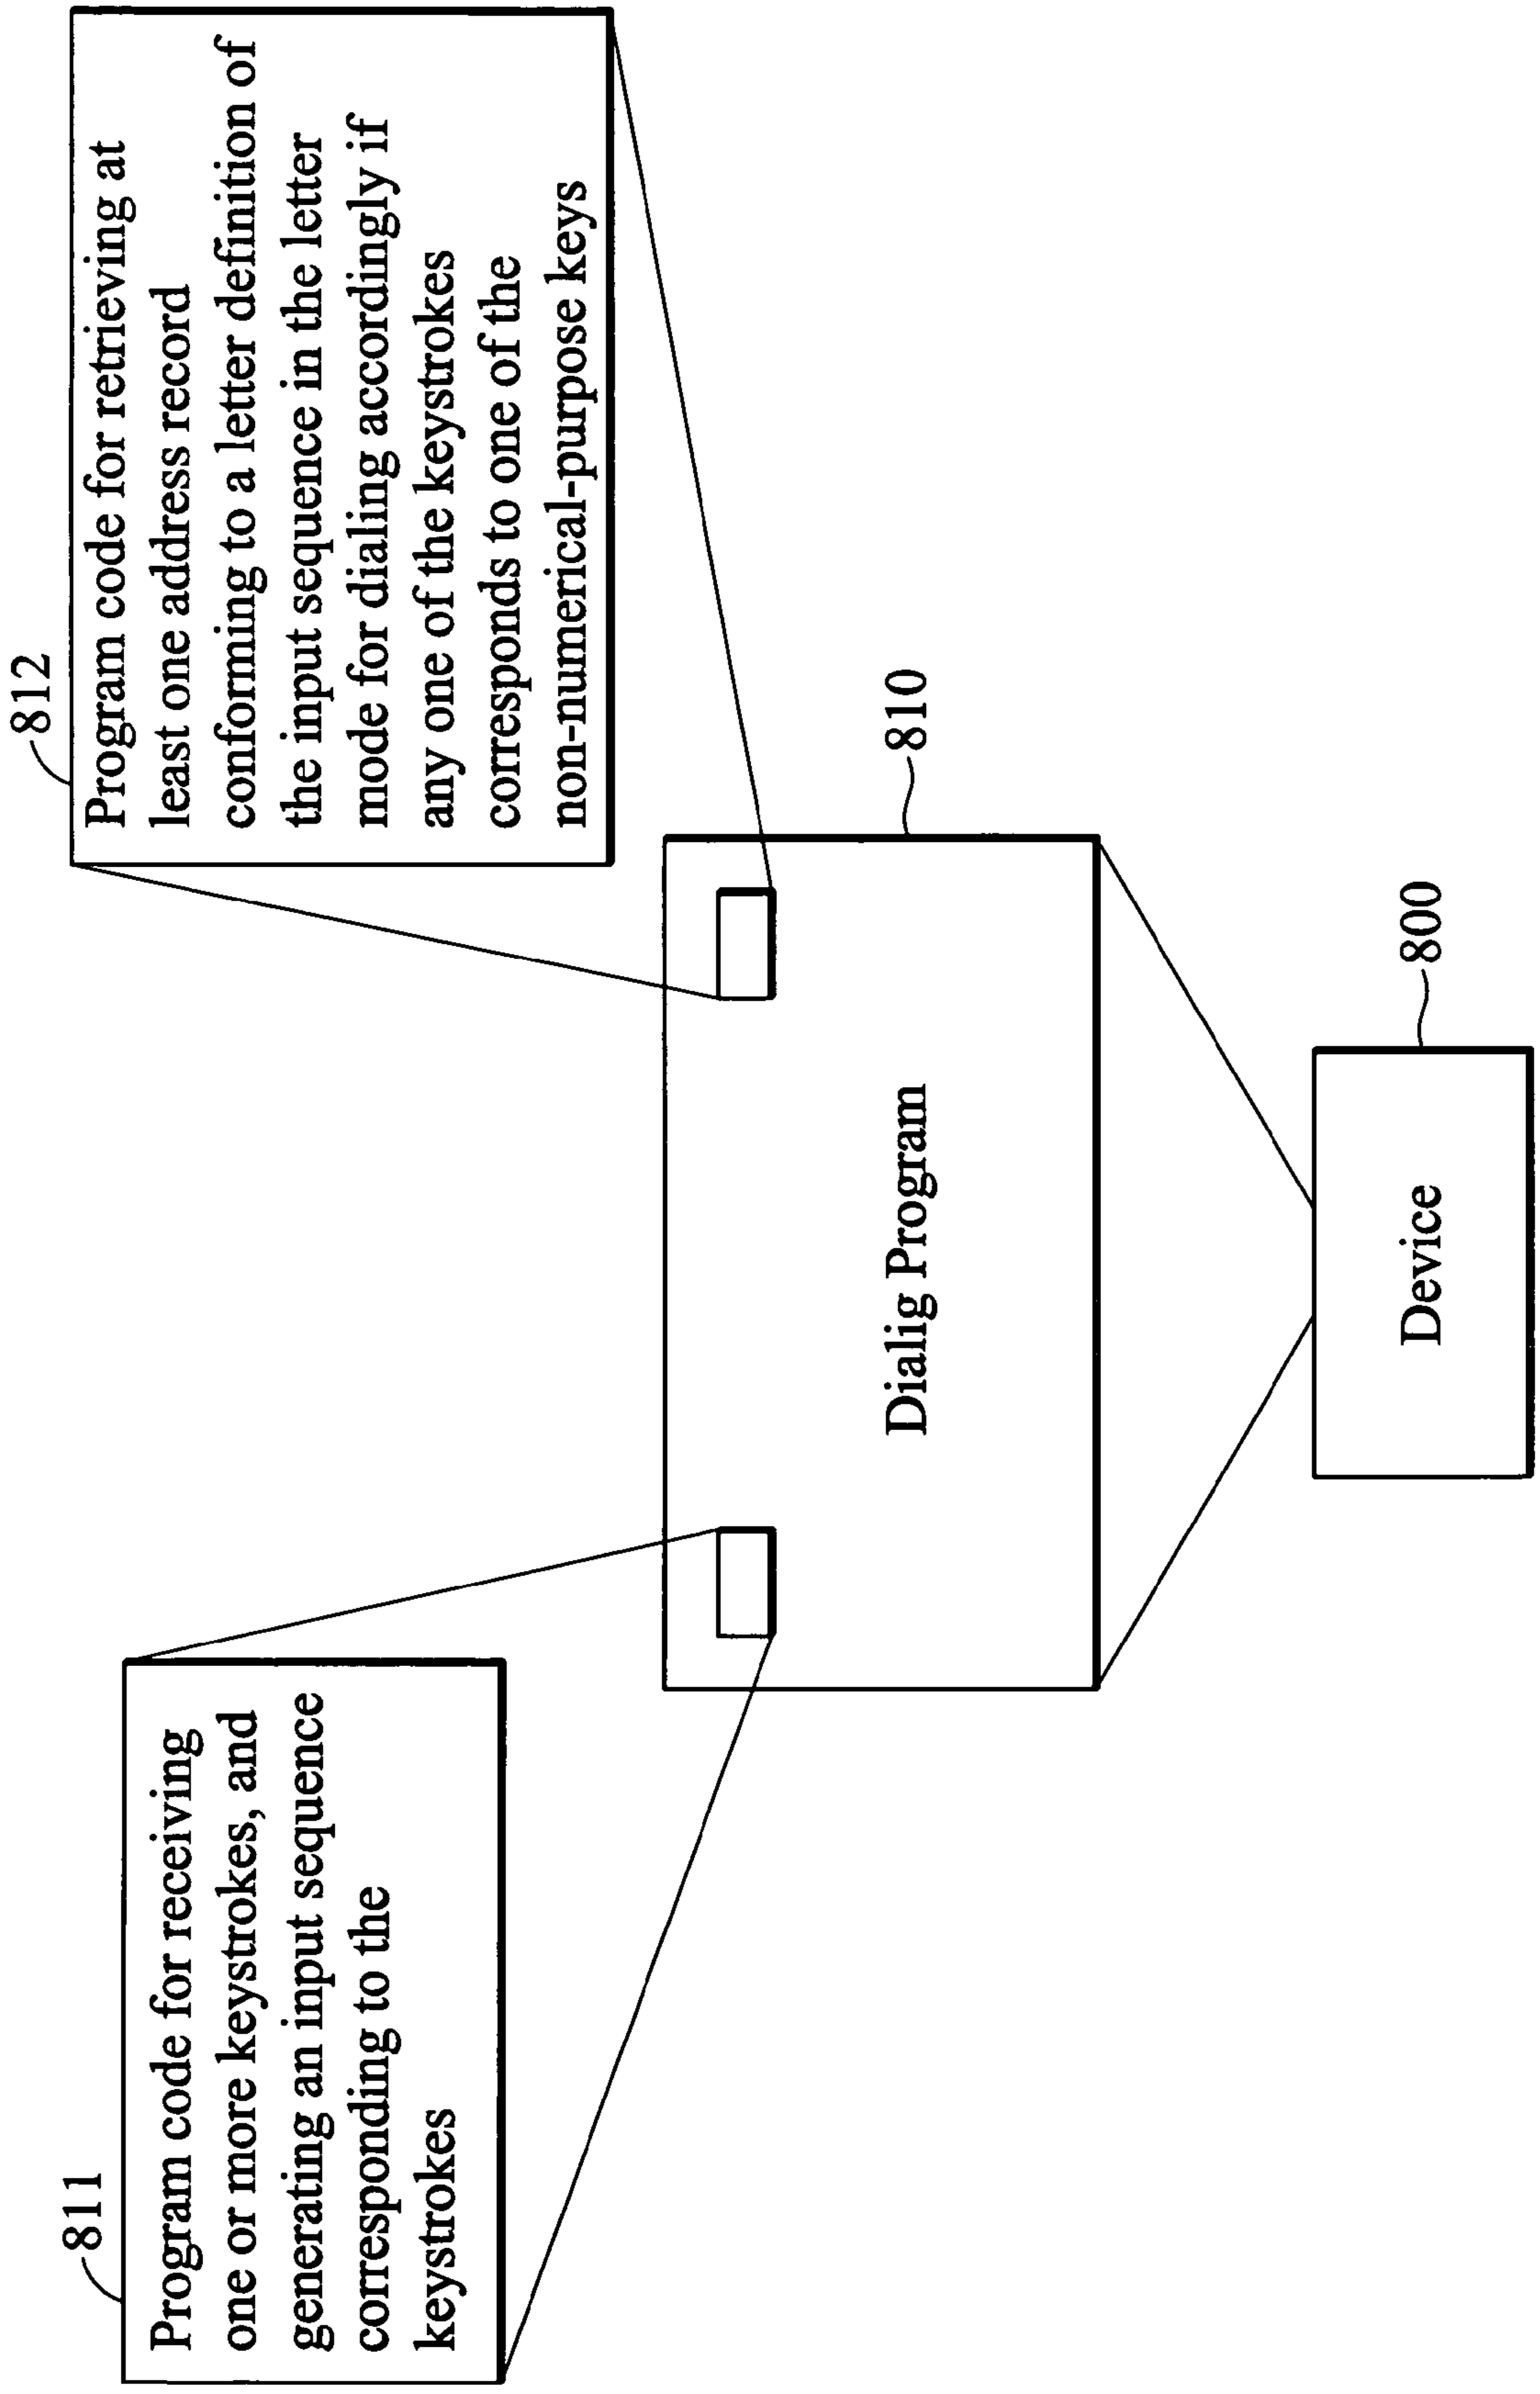 811
Program code for receiving
one or more keystrokes, and
generating an input sequence
corresponding to the
keystrokes
812
Program code for retrieving at
least one address record
conforming to a letter definition of
the input sequence in the letter
mode for dialing accordingly if
any one of the keystrokes
corresponds to one of the
non-numerical-purpose keys
810
Dialig Program
800
Device